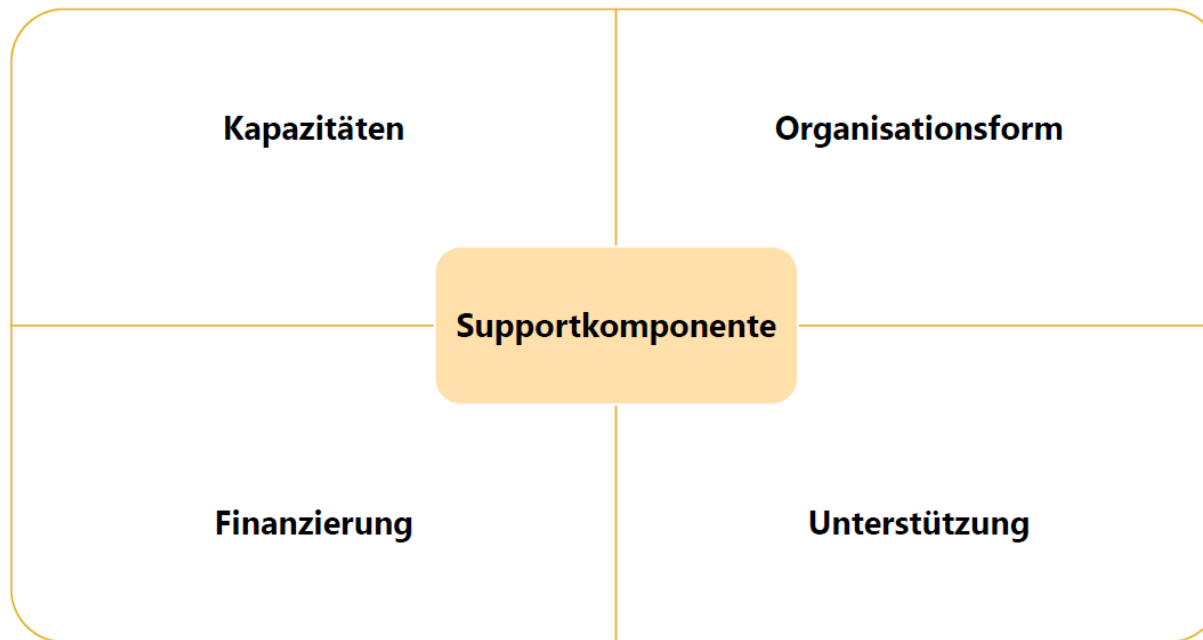 Kapazitäten
Organisationsform
Supportkomponente
Finanzierung
Unterstützung